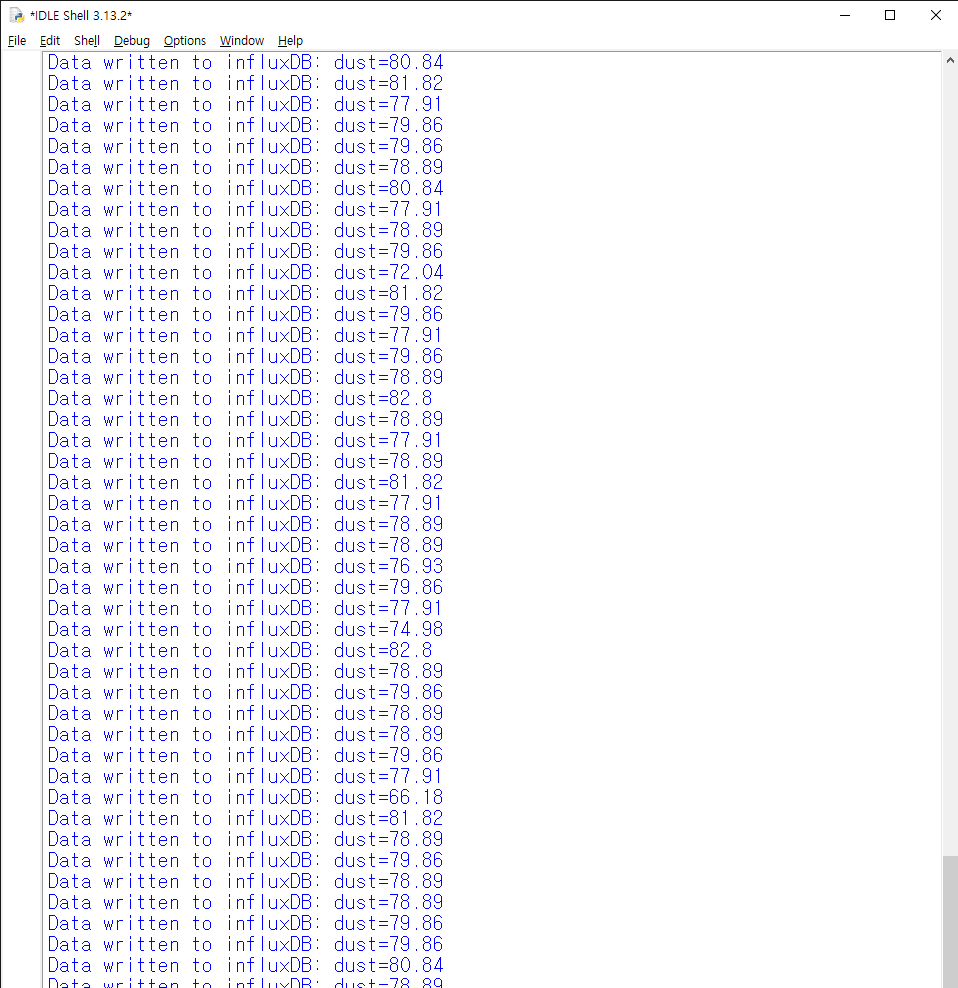 *IDLE Shell 3.13.2*
File Edit Shell Debug Options Window Help
Data written to influxDB: dust=80.84
Data written to influxDB: dust=81.82
Data written to influxDB: dust=77.91
Data written to influxDB: dust=79.86
Data written to influxDB: dust=79.86
Data written to influxDB: dust=78.89
Data written to influxDB: dust=80.84
Data written to influxDB: dust=77.91
Data written to influxDB: dust=78.89
Data written to influxDB: dust=79.86
Data written to influxDB: dust=72.04
Data written to influxDB: dust=81.82
Data written to influxDB: dust=79.86
Data written to influxDB: dust=77.91
Data written to influxDB: dust=79.86
Data written to influxDB: dust=78.89
Data written to influxDB: dust=82.8
Data written to influxDB: dust=78.89
Data written to influxDB: dust=77.91
Data written to influxDB: dust=78.89
Data written to influxDB: dust=81.82
Data written to influxDB: dust=77.91
Data written to influxDB: dust=78.89
Data written to influxDB: dust=78.89
Data written to influxDB: dust=76.93
Data written to influxDB: dust=79.86
Data written to influxDB: dust=77.91
Data written to influxDB: dust=74.98
Data written to influxDB: dust=82.8
Data written to influxDB: dust=78.89
Data written to influxDB: dust=79.86
Data written to influxDB: dust=78.89
Data written to influxDB: dust=78.89
Data written to influxDB: dust=79.86
Data written to influxDB: dust=77.91
Data written to influxDB: dust=66.18
Data written to influxDB: dust=81.82
Data written to influxDB: dust=78.89
Data written to influxDB: dust=79.86
Data written to influxDB: dust=78.89
Data written to influxDB: dust=78.89
Data written to influxDB: dust=79.86
Data written to influxDB: dust=79.86
Data written to influxDB: dust=80.84
Data written to influxDB: dust=78.89